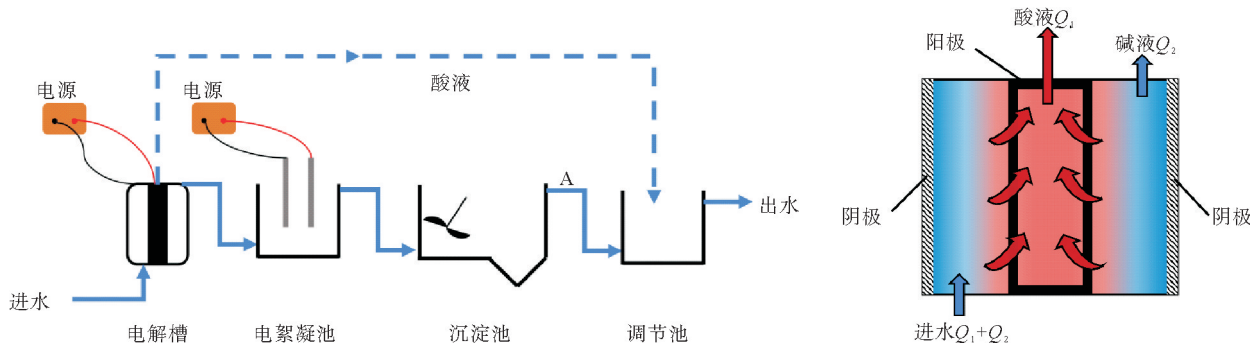 电源
电源
酸液
A
进水
出水
电解槽
电絮凝池
沉淀池
调节池
酸液Q₁
阳极
碱液Q₂
阴极
阴极
进水Q₁+Q₂